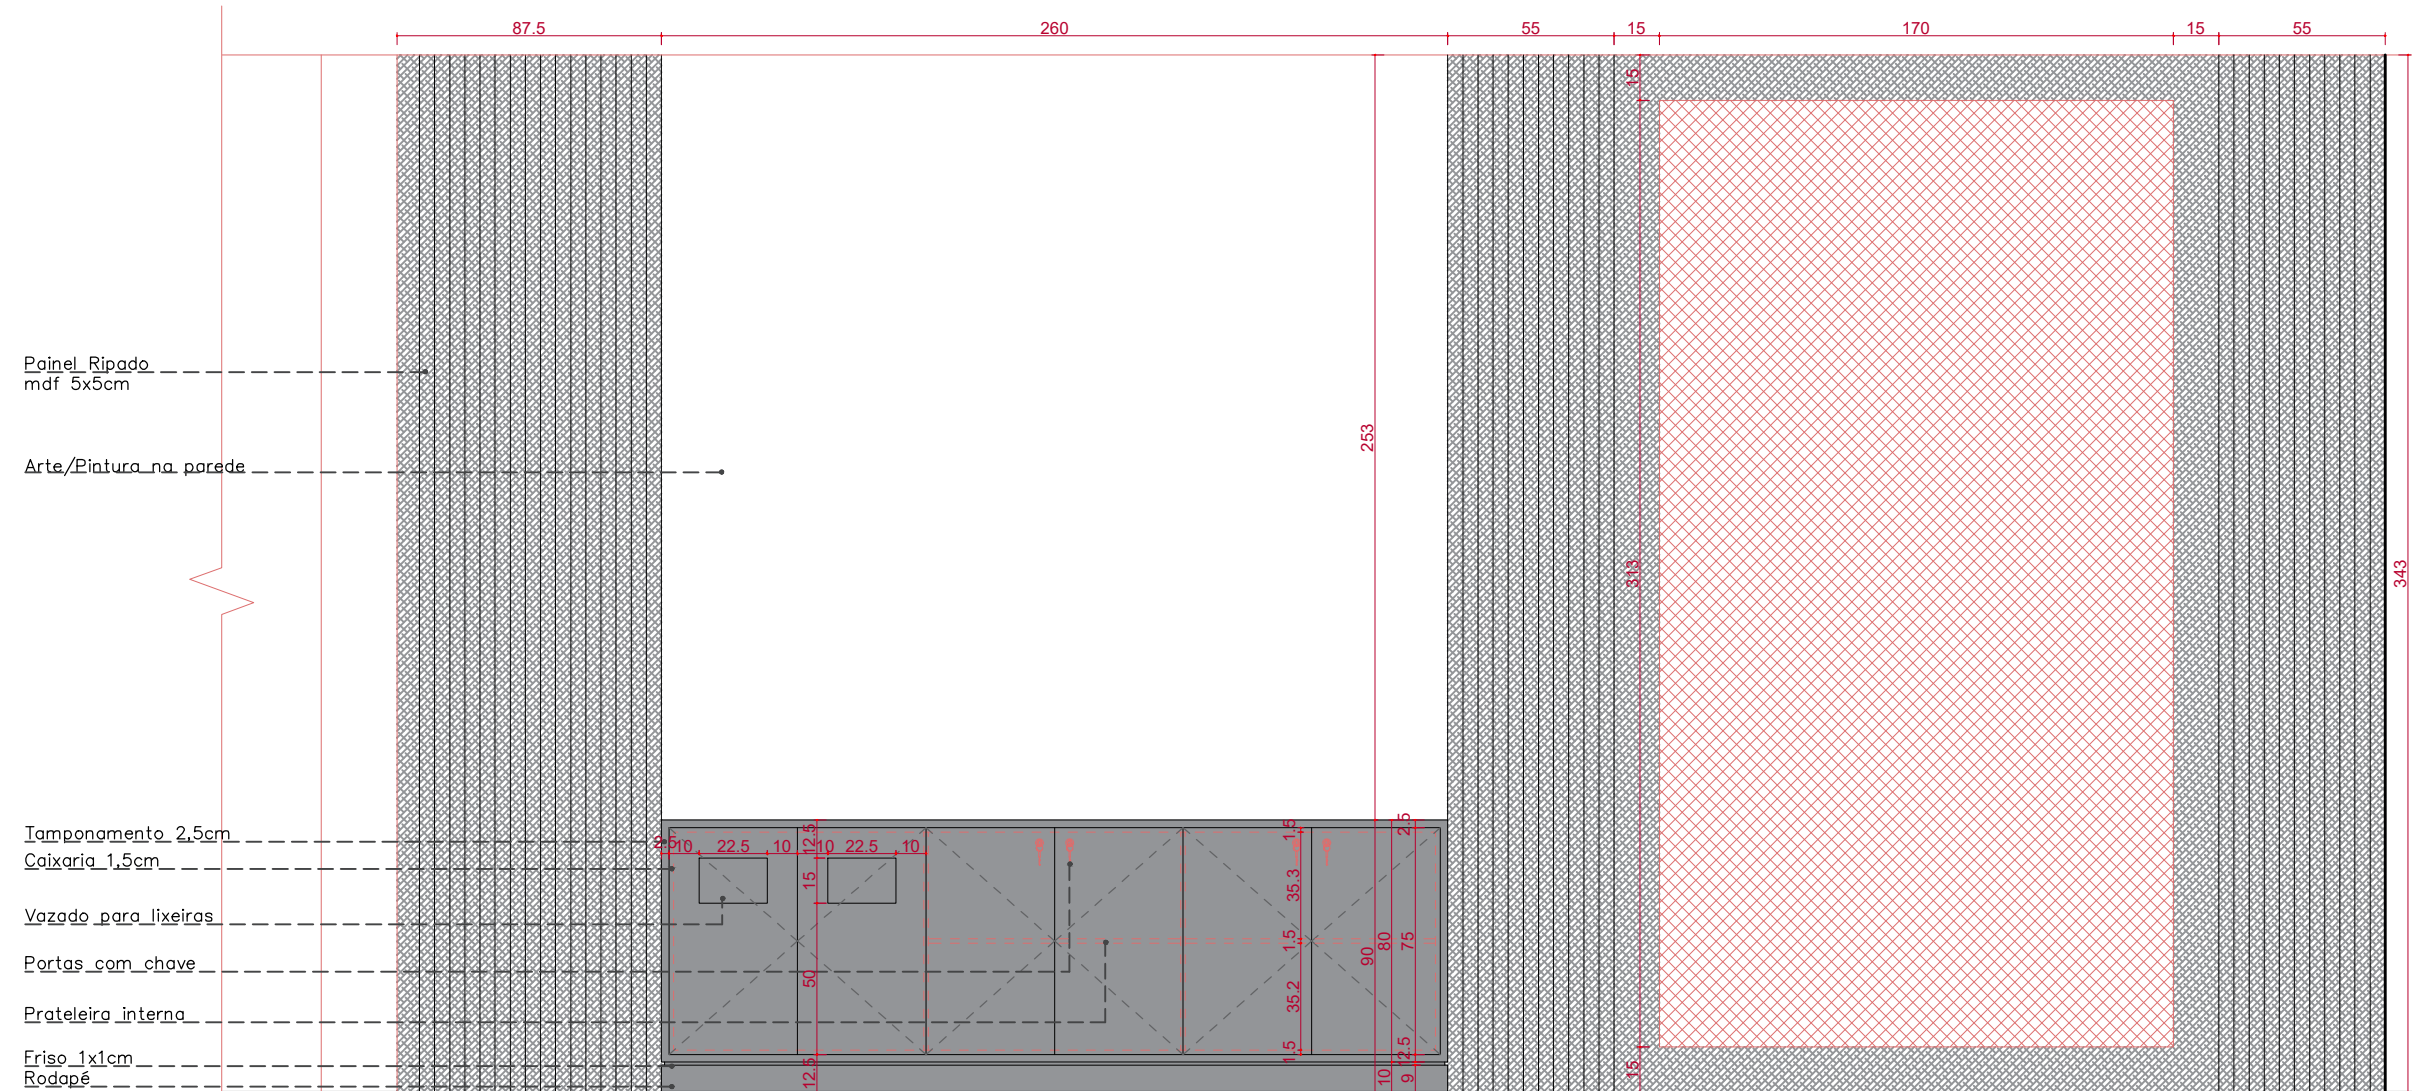 87.5 260 55 15 170 15 55
15
Painel Ripado
mdf 5x5cm
253
Arte/Pintura na parede
313
343
Tamponamento 2,5cm
2.5 10 22.5 10 10 22.5 10
12.5
1.5
2.5
Caixaria 1,5cm
15
35.3
Vazado para lixeiras
Portas com chave
50
1.5
90
80
75
35.2
Prateleira interna
Friso 1x1cm
1.5
2.5
1
Rodapé
12.5
10
9
15